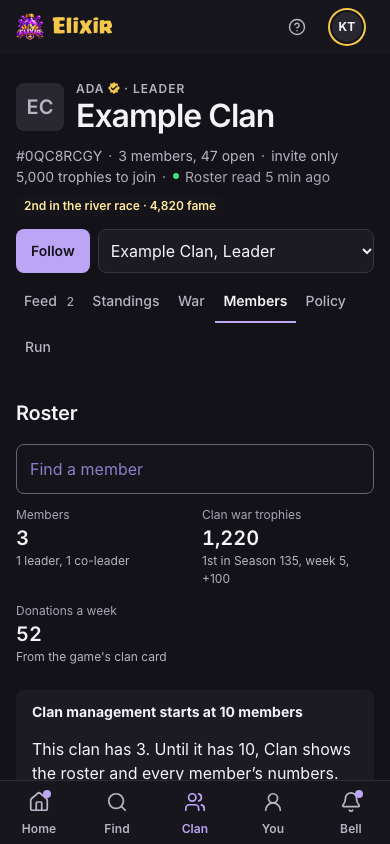 Elixir
KT
ADA · LEADER
EC
Example Clan
#0QC8RCGY · 3 members, 47 open · invite only
5,000 trophies to join · Roster read 5 min ago
2nd in the river race · 4,820 fame
Follow
Example Clan, Leader
Feed 2 Standings War Members Policy
Run
Roster
Find a member
Members
3
1 leader, 1 co-leader
Clan war trophies
1,220
1st in Season 135, week 5,
+100
Donations a week
52
From the game's clan card
Clan management starts at 10 members
This clan has 3. Until it has 10, Clan shows
the roster and every member’s numbers.
Home Find Clan You Bell